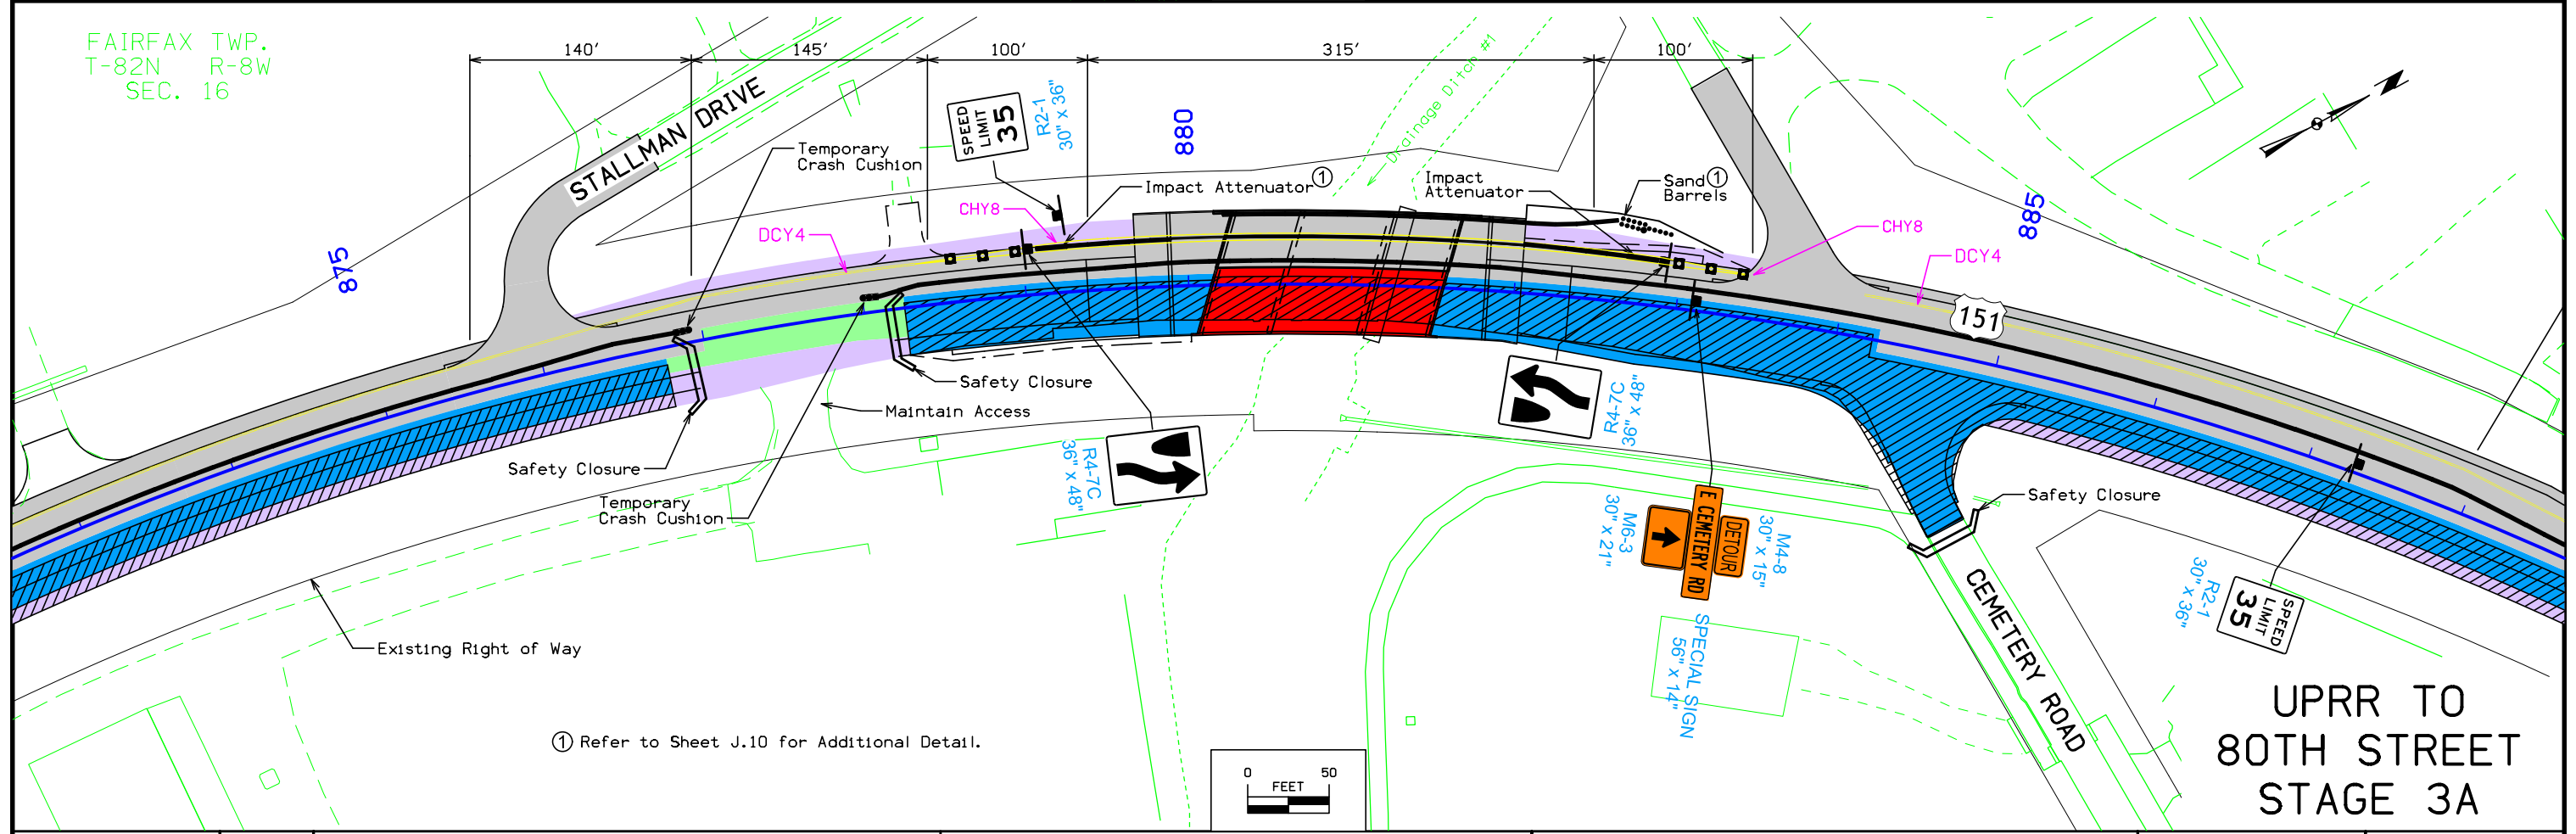 FAIRFAX TWP.
T-82N R-8W
SEC. 16
140'
145'
100'
315'
100'
STALLMAN DRIVE
Temporary
Crash Cushion
SPEED
LIMIT
35
R2-1
30" x 36"
880
Drainage Ditch #1
Impact Attenuator 1
Impact
Attenuator
Sand 1
Barrels
CHY8
DCY4
875
885
CHY8
DCY4
151
Safety Closure
Maintain Access
Safety Closure
Temporary
Crash Cushion
R4-7C
36" x 48"
R4-7C
36" x 48"
M6-3
30" x 21"
E CEMETERY RD
DETOUR
M4-8
30" x 15"
SPECIAL SIGN
56" x 14"
Safety Closure
CEMETERY ROAD
R2-1
30" x 36"
SPEED
LIMIT
35
Existing Right of Way
1 Refer to Sheet J.10 for Additional Detail.
0 50
FEET
UPRR TO
80TH STREET
STAGE 3A
N